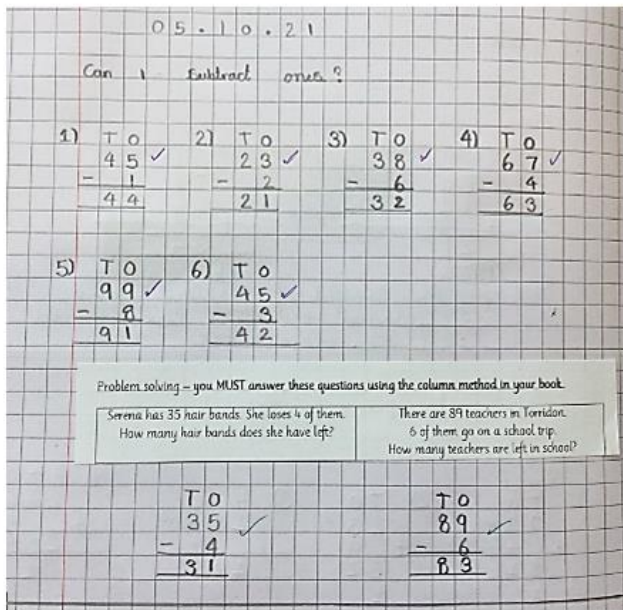 05.10.21
Can I subtract ones?
1) T O 2) T O 3) T O 4) T O
45 ✓ 23 ✓ 38 ✓ 67 ✓
- 1 - 2 - 6 - 4
44 21 32 63
5) T O 6) T O
99 ✓ 45 ✓
- 8 - 3
91 42
Problem solving – you MUST answer these questions using the column method in your book.
Serena has 35 hair bands. She loses 4 of them.
How many hair bands does she have left?
There are 89 teachers in Torridon.
6 of them go on a school trip.
How many teachers are left in school?
T O T O
35 ✓ 89 ✓
- 4 - 6
31 83